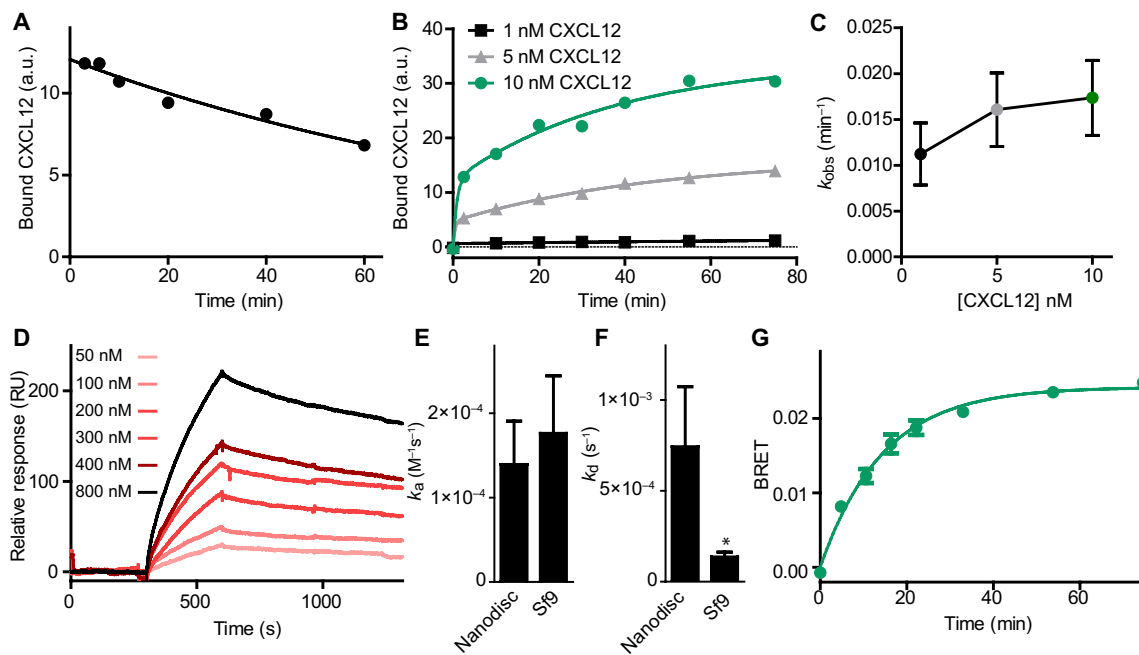 A
Bound CXCL12 (a.u.)
10
5
0
0 20 40 60
Time (min)
B
1 nM CXCL12
5 nM CXCL12
10 nM CXCL12
Bound CXCL12 (a.u.)
40
30
20
10
0
0 20 40 60 80
Time (min)
C
kobs (min⁻¹)
0.025
0.020
0.015
0.010
0.005
0.000
0 5 10
[CXCL12] nM
D
50 nM
100 nM
200 nM
300 nM
400 nM
800 nM
Relative response (RU)
200
100
0
0 500 1000
Time (s)
E
ka (M⁻¹s⁻¹)
2×10⁻⁴
1×10⁻⁴
0
Nanodisc
Sf9
F
kd (s⁻¹)
1×10⁻³
5×10⁻⁴
0
*
Nanodisc
Sf9
G
BRET
0.02
0.01
0.00
0 20 40 60
Time (min)